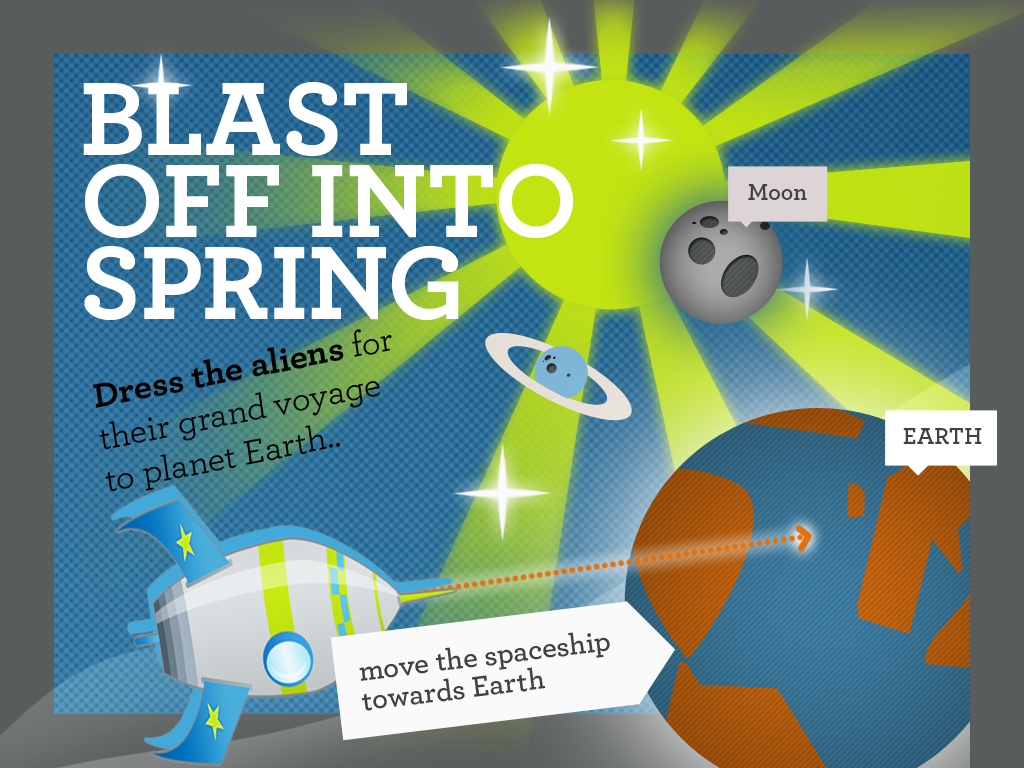 BLAST
OFF INTO
SPRING
Moon
Dress the aliens for
their grand voyage
to planet Earth..
EARTH
move the spaceship
towards Earth